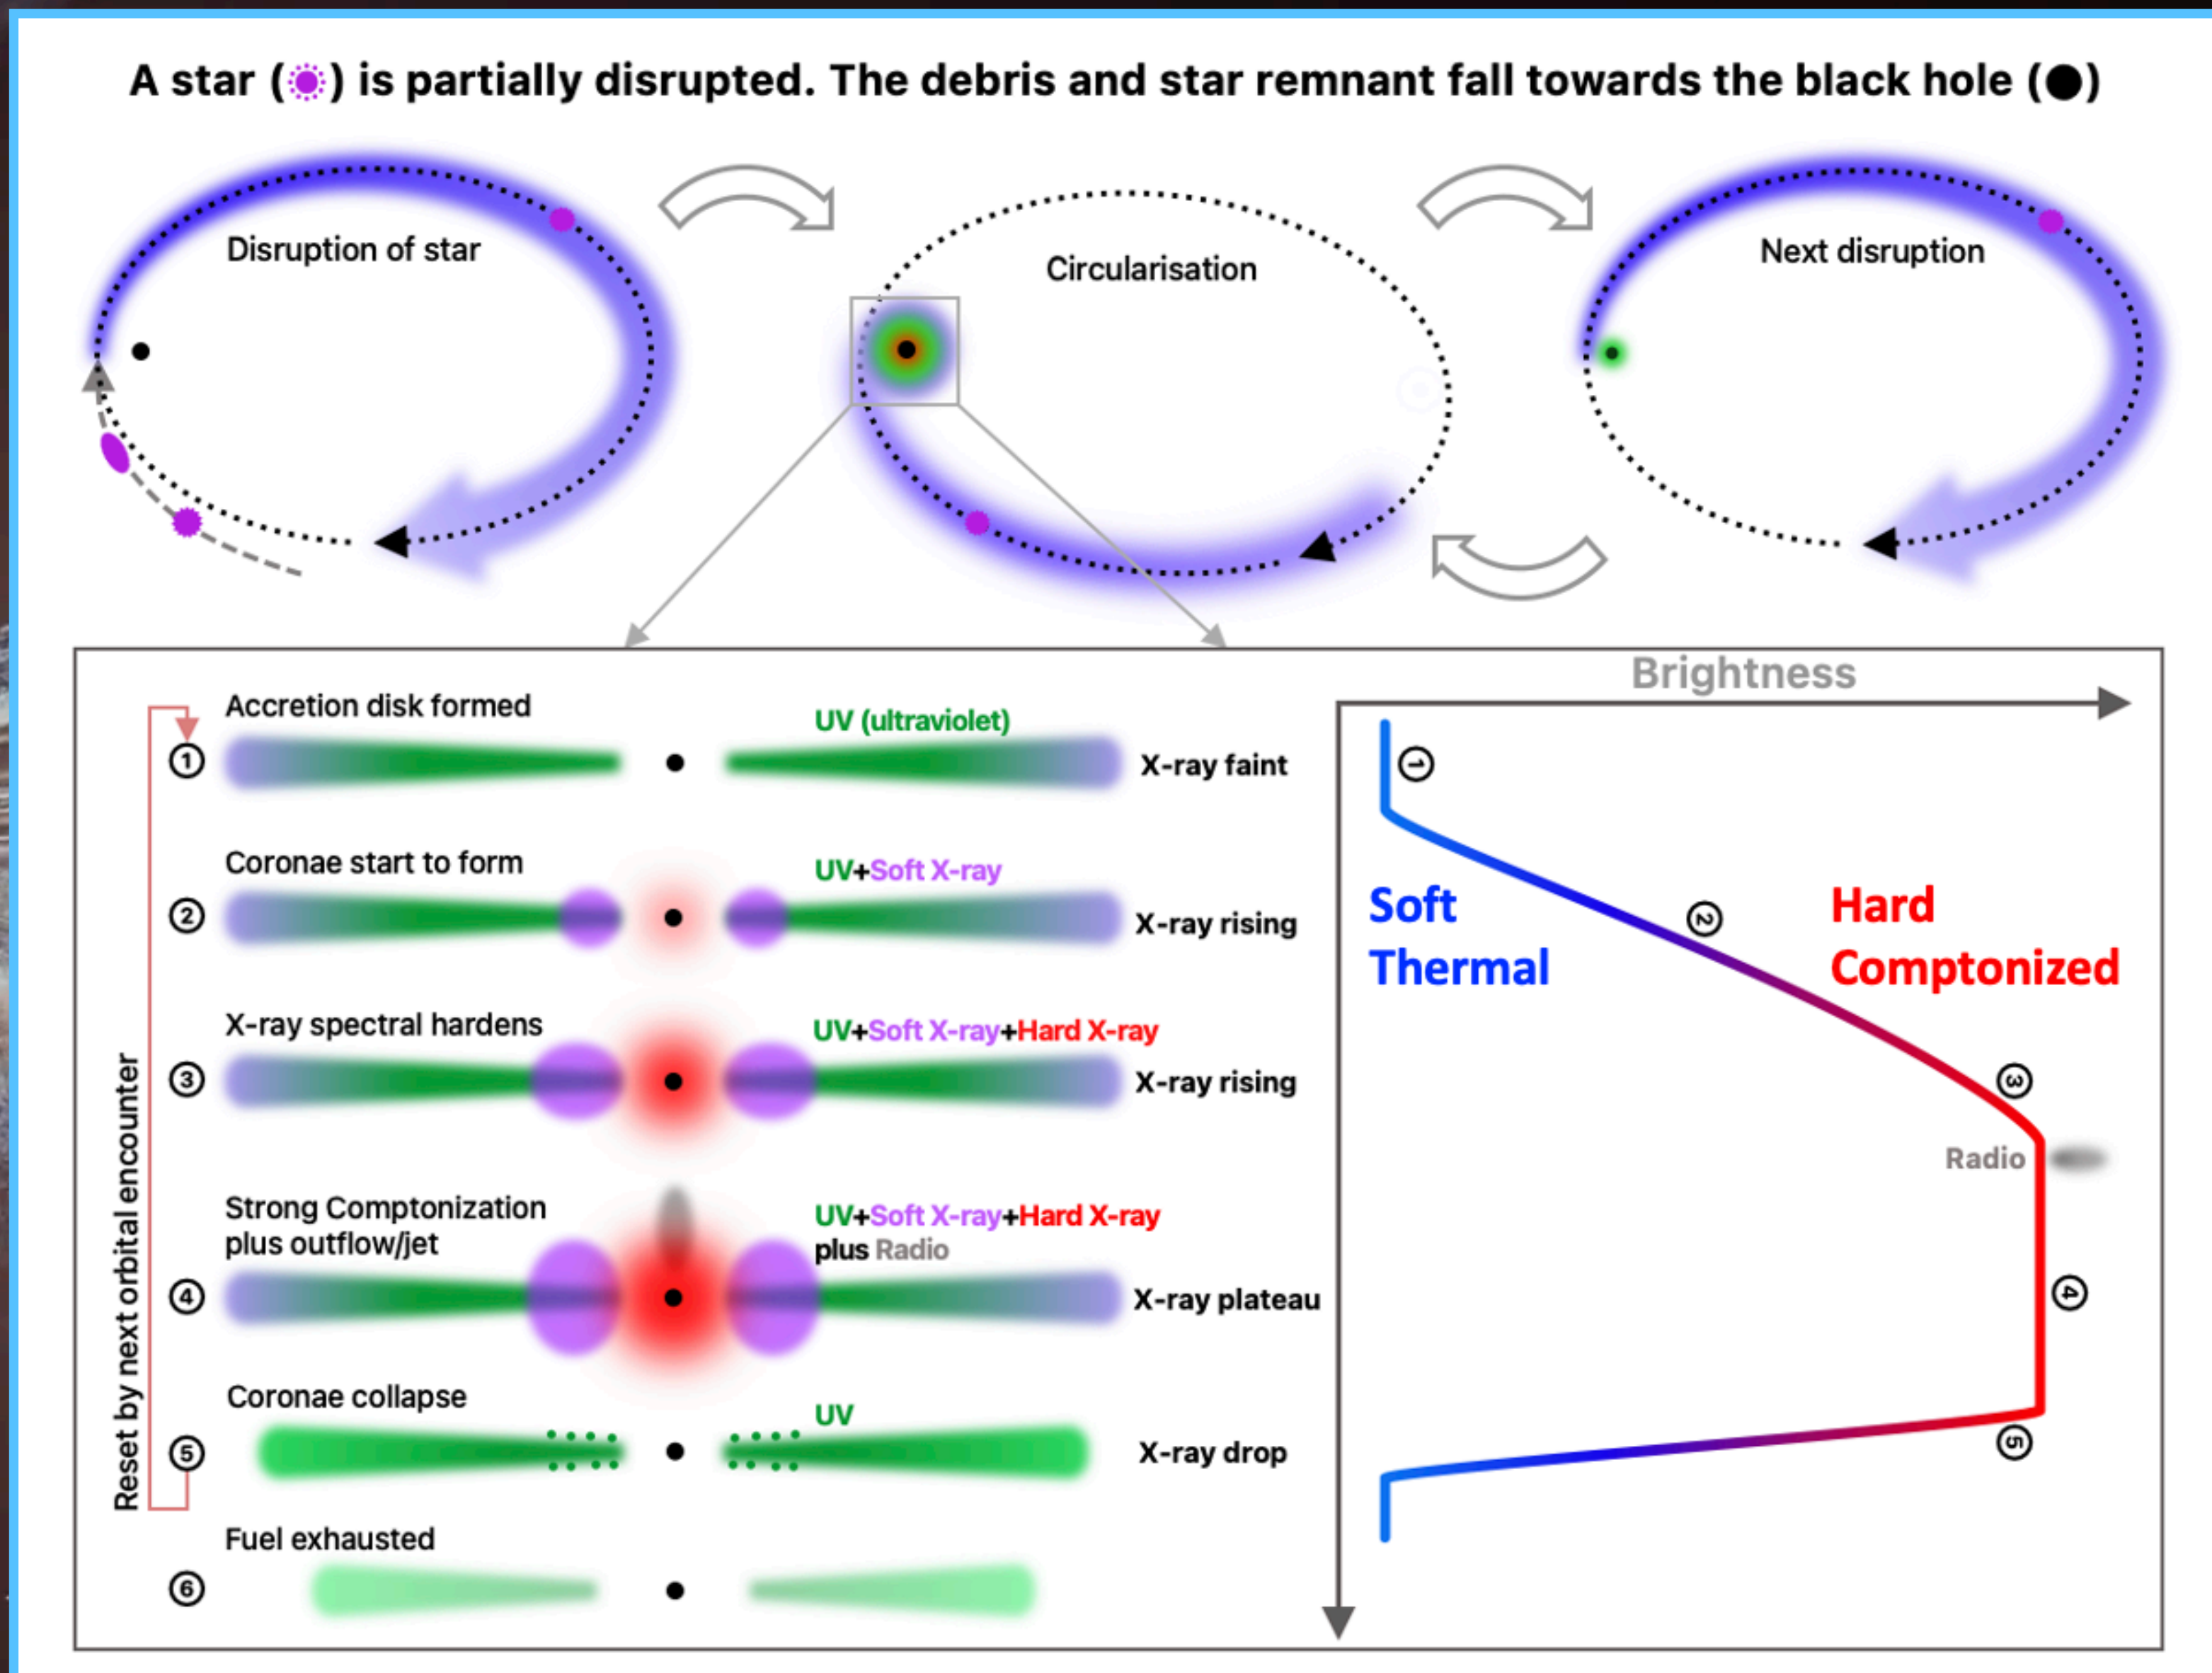 A star () is partially disrupted. The debris and star remnant fall towards the black hole ()
Disruption of star
Circularisation
Next disruption
Reset by next orbital encounter
Accretion disk formed
UV (ultraviolet)
1
X-ray faint
Coronae start to form
UV+Soft X-ray
2
X-ray rising
X-ray spectral hardens
UV+Soft X-ray+Hard X-ray
3
X-ray rising
Strong Comptonization
plus outflow/jet
UV+Soft X-ray+Hard X-ray
plus Radio
4
X-ray plateau
Coronae collapse
UV
5
X-ray drop
Fuel exhausted
6
Brightness
1
Soft
Thermal
2
Hard
Comptonized
3
Radio
4
5